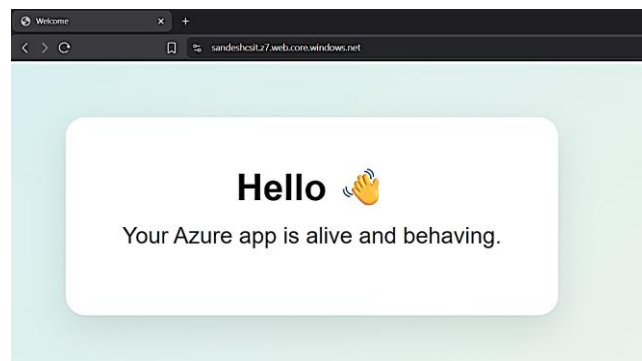 Welcome
sandeshcsit.z7.web.core.windows.net
Hello 👋
Your Azure app is alive and behaving.